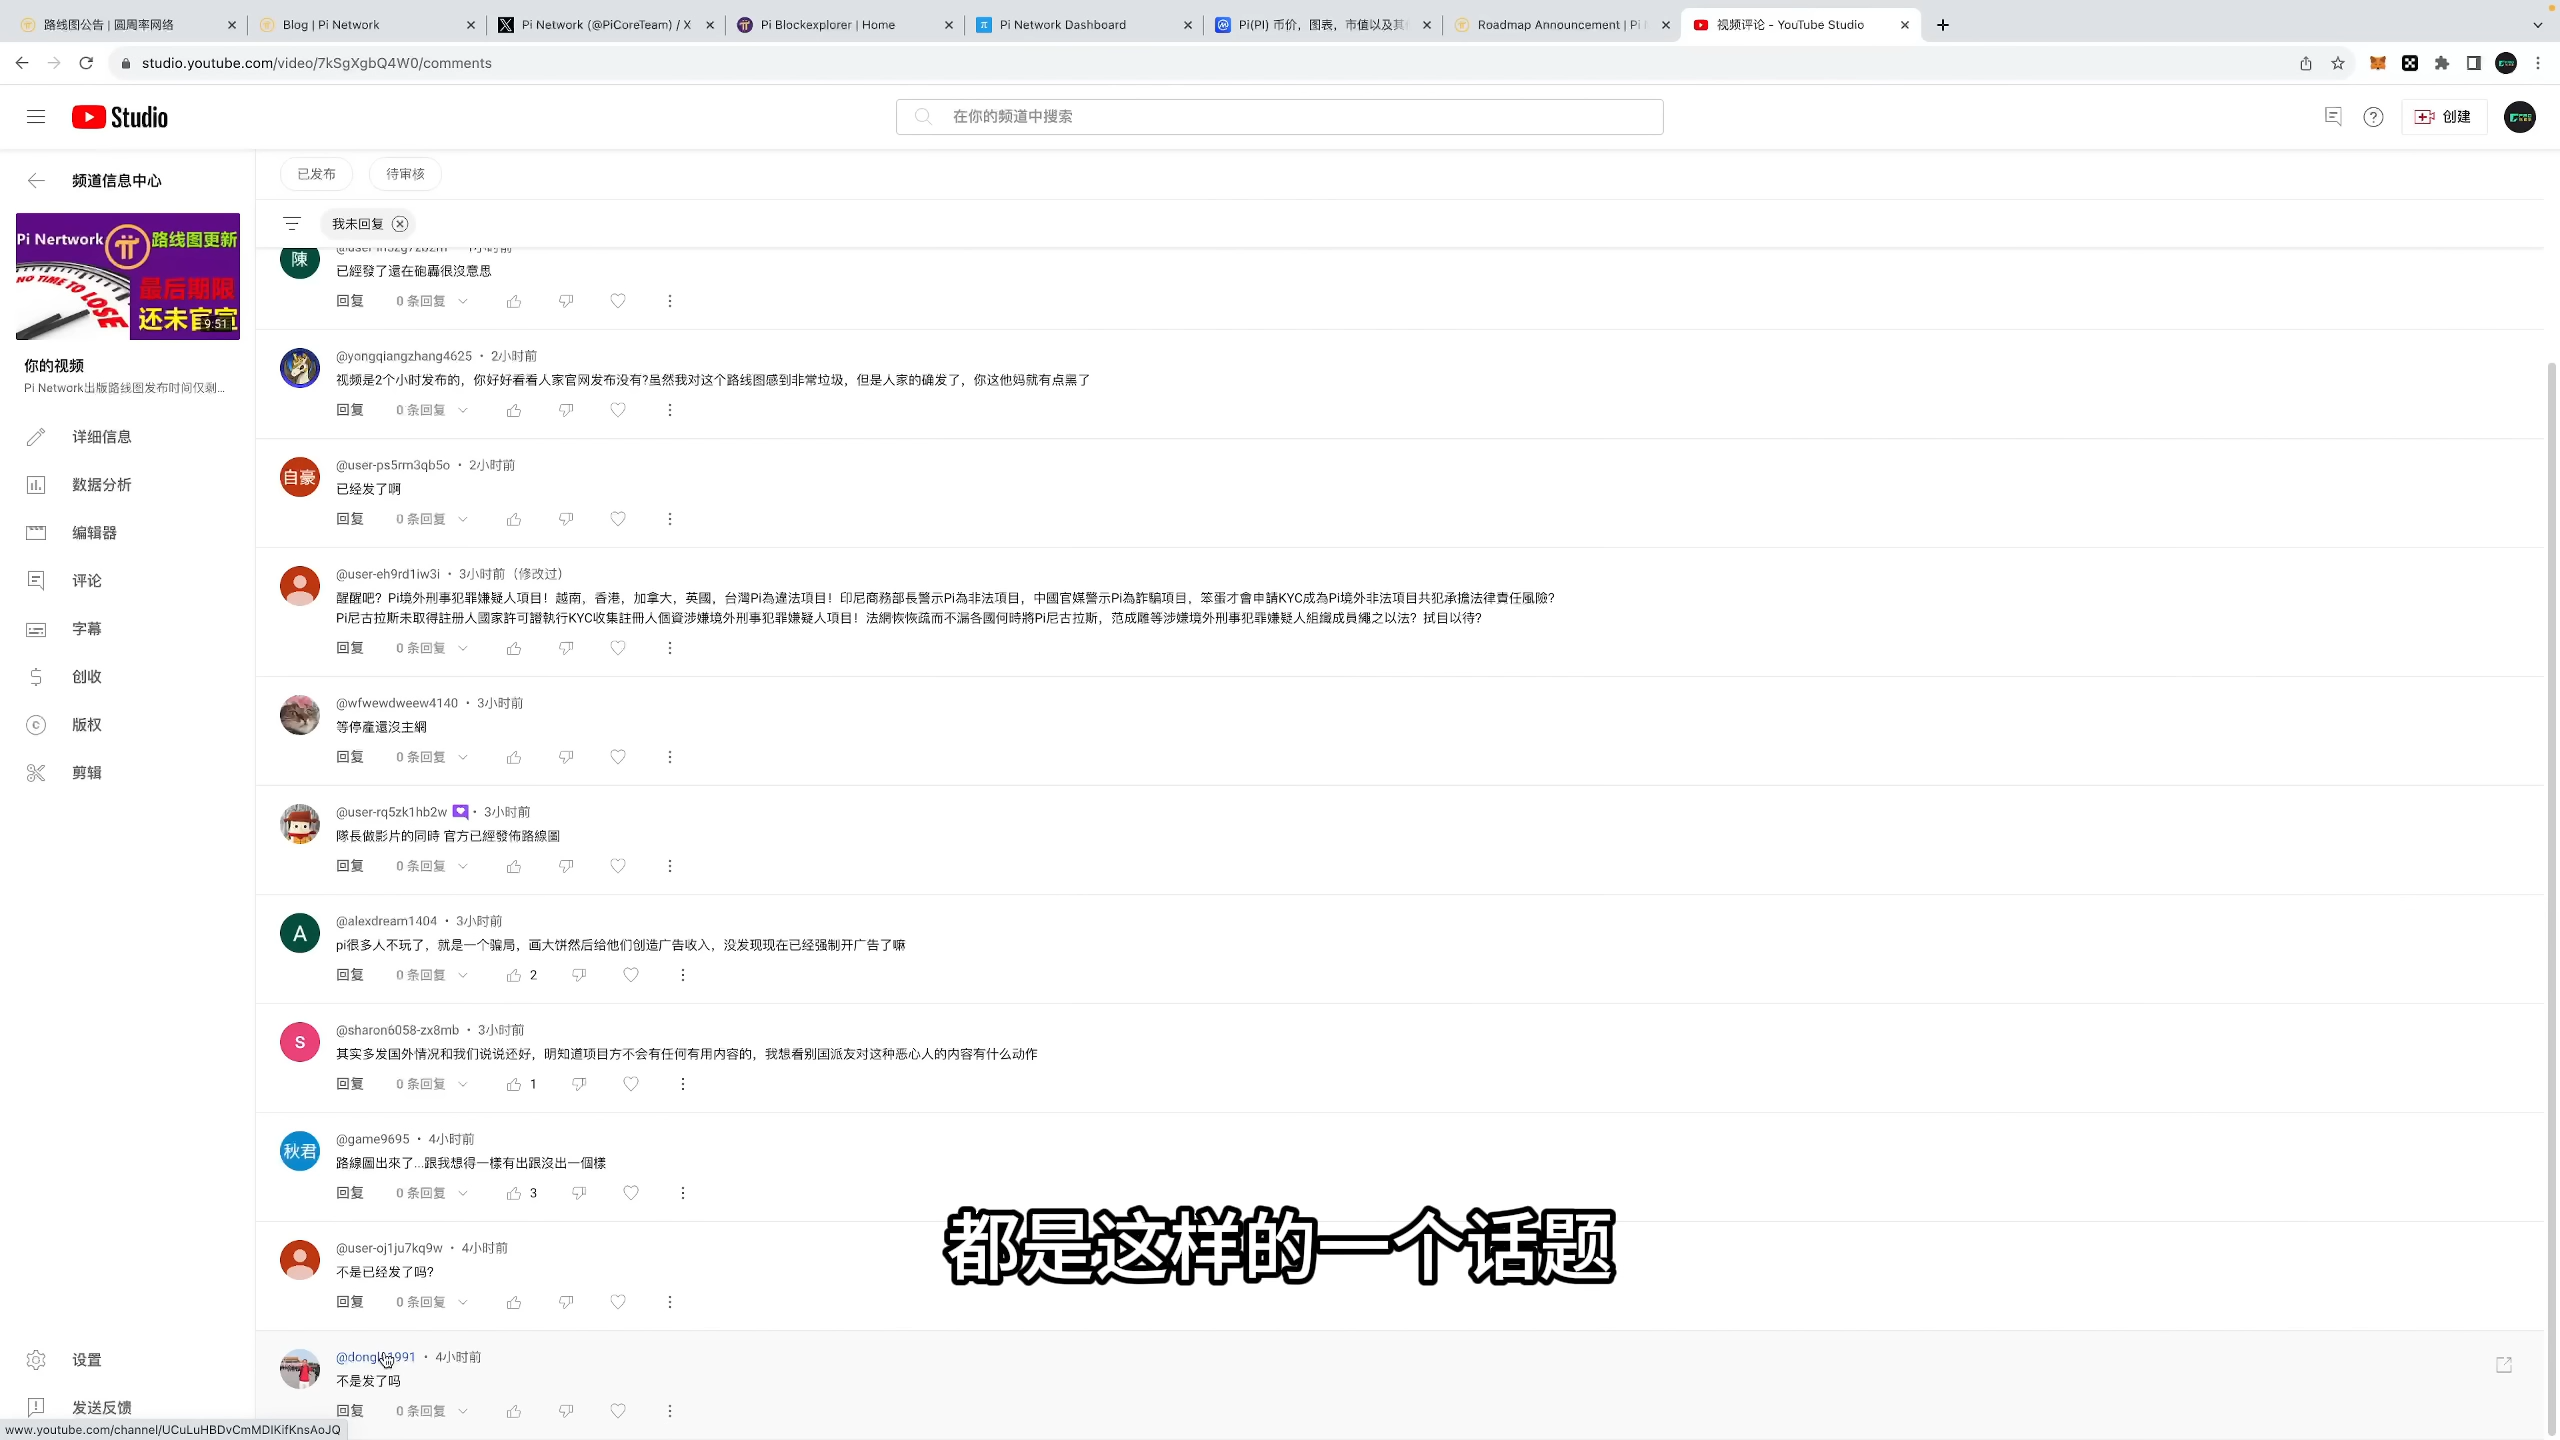 路线图公告 | 圆周率网络
Blog | Pi Network
Pi Network (@PiCoreTeam) / X
Pi Blockexplorer | Home
Pi Network Dashboard
Pi(PI) 币价，图表，市值以及其
Roadmap Announcement | Pi
视频评论 - YouTube Studio
studio.youtube.com/video/7kSgXgbQ4W0/comments
Studio
在你的频道中搜索
创建
频道信息中心
已发布
待审核
我未回复
Pi Nertwork
路线图更新
NO TIME TO LOSE
最后期限
还未官宣
9:51
你的视频
Pi Network出版路线图发布时间仅剩...
详细信息
数据分析
编辑器
评论
字幕
创收
版权
剪辑
设置
发送反馈
陳
已經發了還在砲轟很沒意思
回复 0 条回复
@yongqiangzhang4625 • 2小时前
视频是2个小时发布的，你好好看看人家官网发布没有?虽然我对这个路线图感到非常垃圾，但是人家的确发了，你这他妈就有点黑了
回复 0 条回复
自豪
@user-ps5rm3qb5o • 2小时前
已经发了啊
回复 0 条回复
@user-eh9rd1iw3i • 3小时前（修改过）
醒醒吧？Pi境外刑事犯罪嫌疑人項目！越南，香港，加拿大，英國，台灣Pi為違法項目！印尼商務部長警示Pi為非法項目，中國官媒警示Pi為詐騙項目，笨蛋才會申請KYC成為Pi境外非法項目共犯承擔法律責任風險?
Pi尼古拉斯未取得註冊人國家許可證執行KYC收集註冊人個資涉嫌境外刑事犯罪嫌疑人項目！法網恢恢疏而不漏各國何時將Pi尼古拉斯，范成雕等涉嫌境外刑事犯罪嫌疑人組織成員繩之以法？拭目以待?
回复 0 条回复
@wfwewdweew4140 • 3小时前
等停產還沒主網
回复 0 条回复
@user-rq5zk1hb2w • 3小时前
隊長做影片的同時 官方已經發佈路線圖
回复 0 条回复
A
@alexdream1404 • 3小时前
pi很多人不玩了，就是一个骗局，画大饼然后给他们创造广告收入，没发现现在已经强制开广告了嘛
回复 0 条回复 2
S
@sharon6058-zx8mb • 3小时前
其实多发国外情况和我们说说还好，明知道项目方不会有任何有用内容的，我想看别国派友对这种恶心人的内容有什么动作
回复 0 条回复 1
秋君
@game9695 • 4小时前
路線圖出來了...跟我想得一樣有出跟沒出一個樣
回复 0 条回复 3
@user-oj1ju7kq9w • 4小时前
不是已经发了吗?
回复 0 条回复
都是这样的一个话题
4小时前
不是发了吗
回复 0 条回复
www.youtube.com/channel/UCuLuHBDvCmMDIKifKnsAoJQ